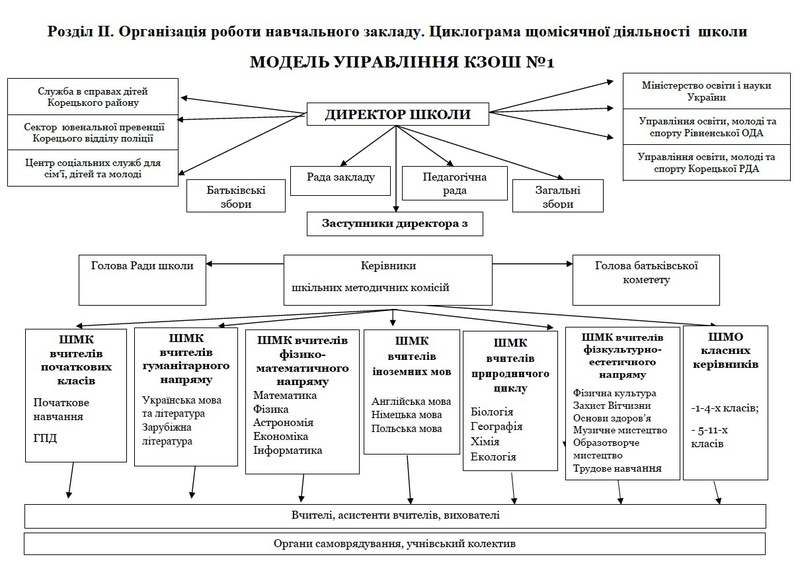 Розділ ІІ. Організація роботи навчального закладу. Циклограма щомісячної діяльності школи
МОДЕЛЬ УПРАВЛІННЯ КЗОШ №1
Служба в справах дітей
Корецького району
Сектор ювенальної превенції
Корецього відділу поліції
Центр соціальних служб для
сім'ї, дітей та молоді
ДИРЕКТОР ШКОЛИ
Міністерство освіти і науки
України
Управління освіти, молоді та
спорту Рівненської ОДА
Управління освіти, молоді та
спорту Корецької РДА
Батьківські
збори
Рада закладу
Педагогічна
рада
Загальні
збори
Заступники директора з
Голова Ради школи
Керівники
шкільних методичних комісій
Голова батьківської
кометету
ШМК
вчителів
початкових
класів
Початкове
навчання
ГПД
ШМК
вчителів
гуманітарного
напряму
Українська мова
та література
Зарубіжна
література
ШМК вчителів
фізико-
математичного
напряму
Математика
Фізика
Астрономія
Економіка
Інформатика
ШМК
вчителів
іноземних мов
Англійська мова
Німецька мова
Польська мова
ШМК
вчителів
природничого
циклу
Біологія
Географія
Хімія
Екологія
ШМК вчителів
фізкультурно-
естетичного
напряму
Фізична культура
Захист Вітчизни
Основи здоров'я
Музичне мистецтво
Образотворче
мистецтво
Трудове навчання
ШМО
класних
керівників
-1-4-х класів;
- 5-11-х
класів
Вчителі, асистенти вчителів, вихователі
Органи самоврядування, учнівський колектив